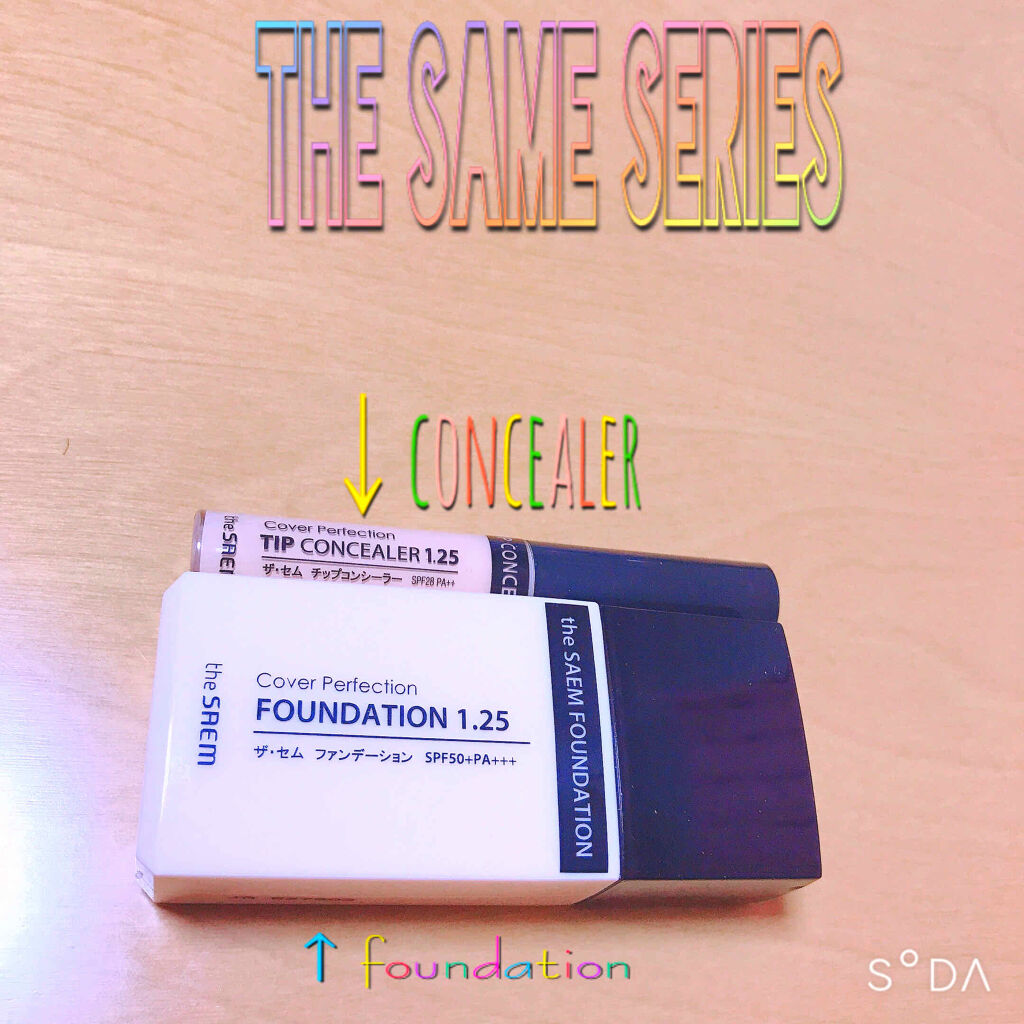 THE SAME SERIES
CONCEALER
the SAEM
Cover Perfection
TIP CONCEALER 1.25
ザ・セム チップコンシーラー SPF28 PA++
CONCE
the SAEM
Cover Perfection
FOUNDATION 1.25
ザ・セム ファンデーション SPF50+PA+++
the SAEM FOUNDATION
foundation
SODA